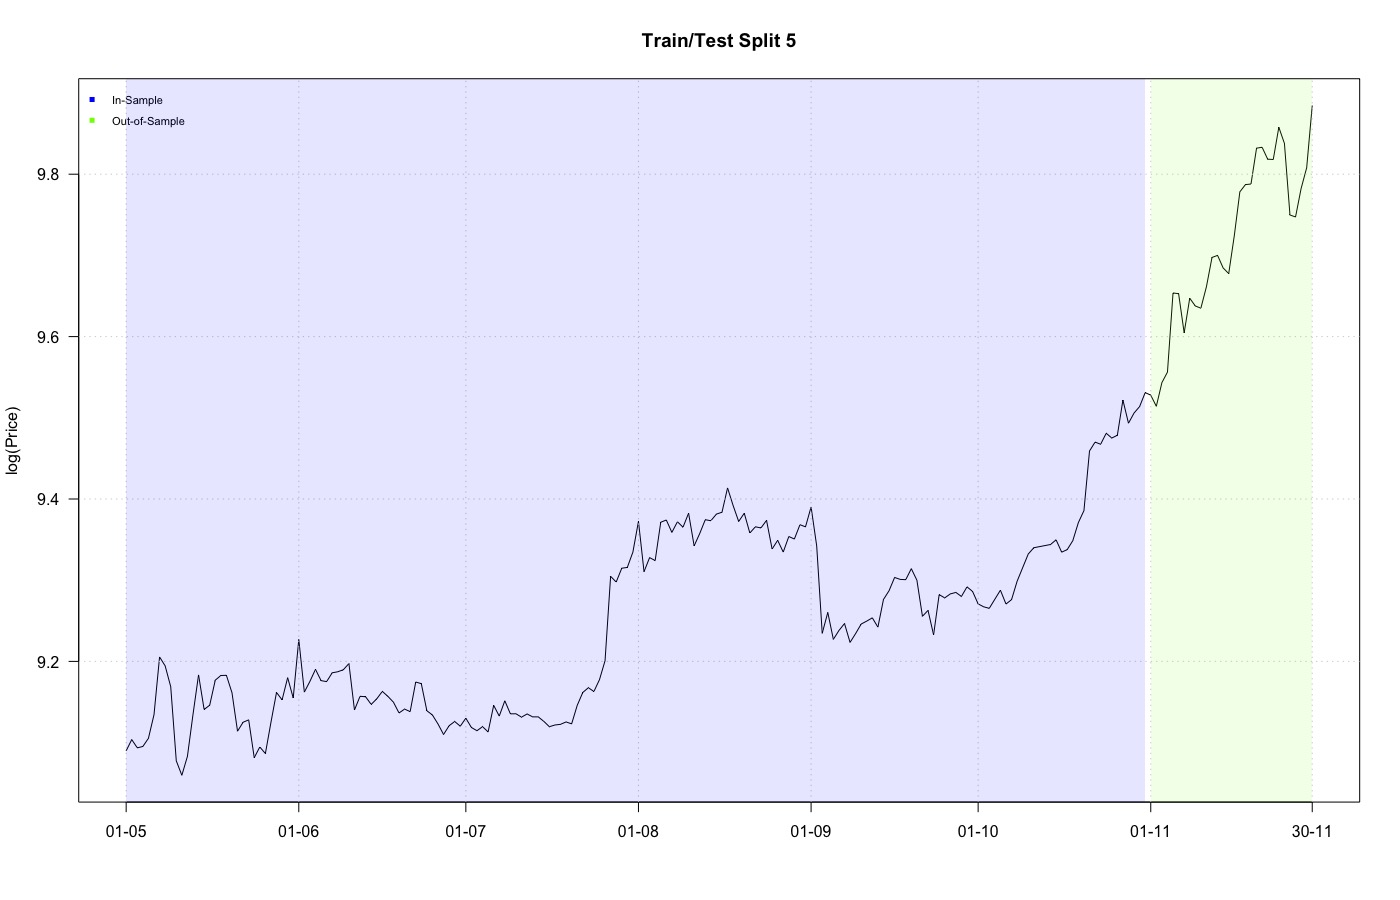 Train/Test Split 5
In-Sample
Out-of-Sample
9.8
9.6
9.4
9.2
log(Price)
01-05 01-06 01-07 01-08 01-09 01-10 01-11 30-11